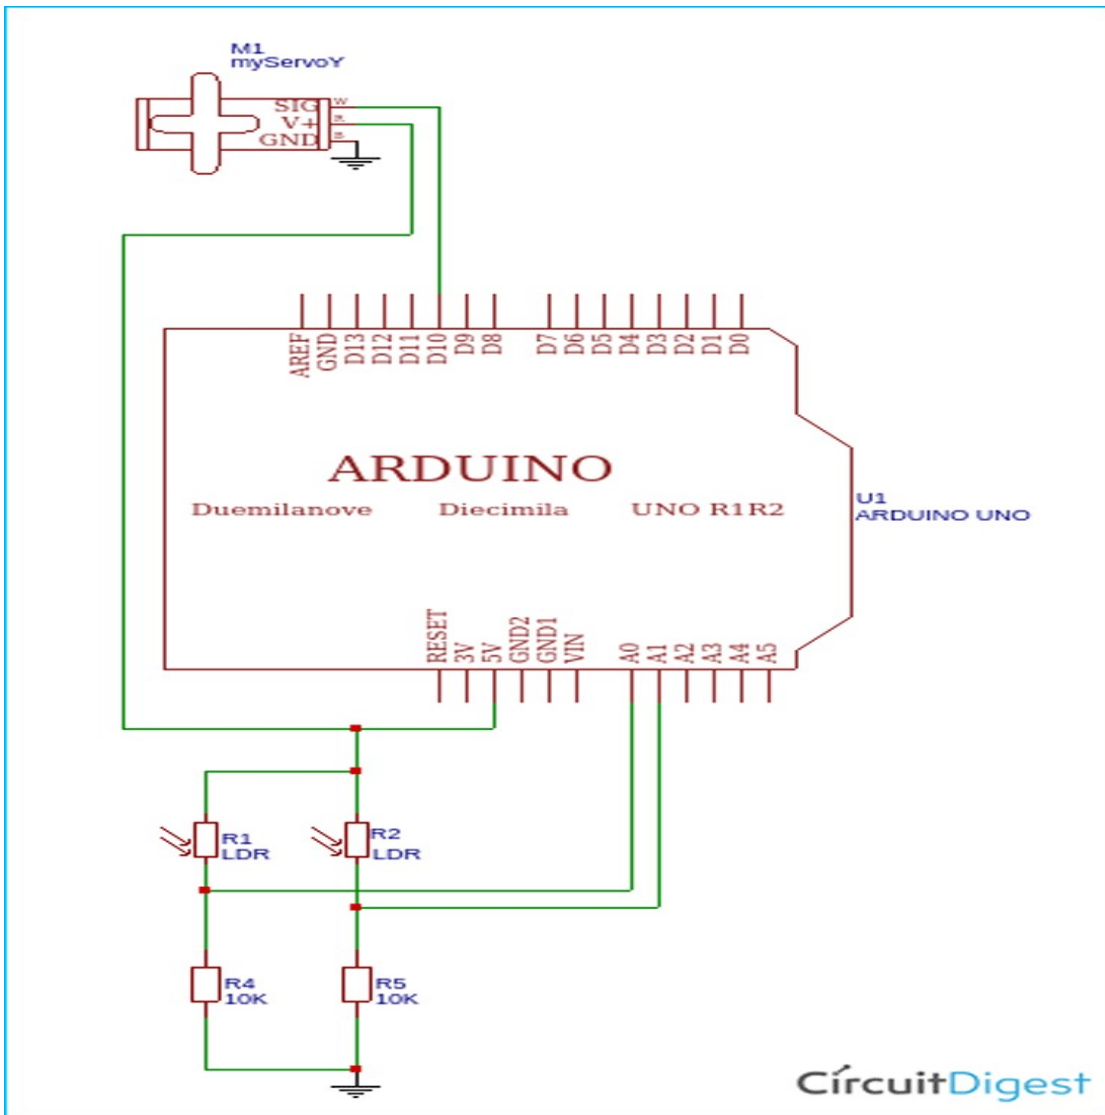 M1
myServoY
SIG W
V+ R
GND B
AREF
GND
D13
D12
D11
D10
D9
D8
D7
D6
D5
D4
D3
D2
D1
D0
ARDUINO
Duemilanove Diecimila UNO R1R2
U1
ARDUINO UNO
RESET
3V
5V
GND2
GND1
VIN
A0
A1
A2
A3
A4
A5
R1
LDR
R2
LDR
R4
10K
R5
10K
CircuitDigest